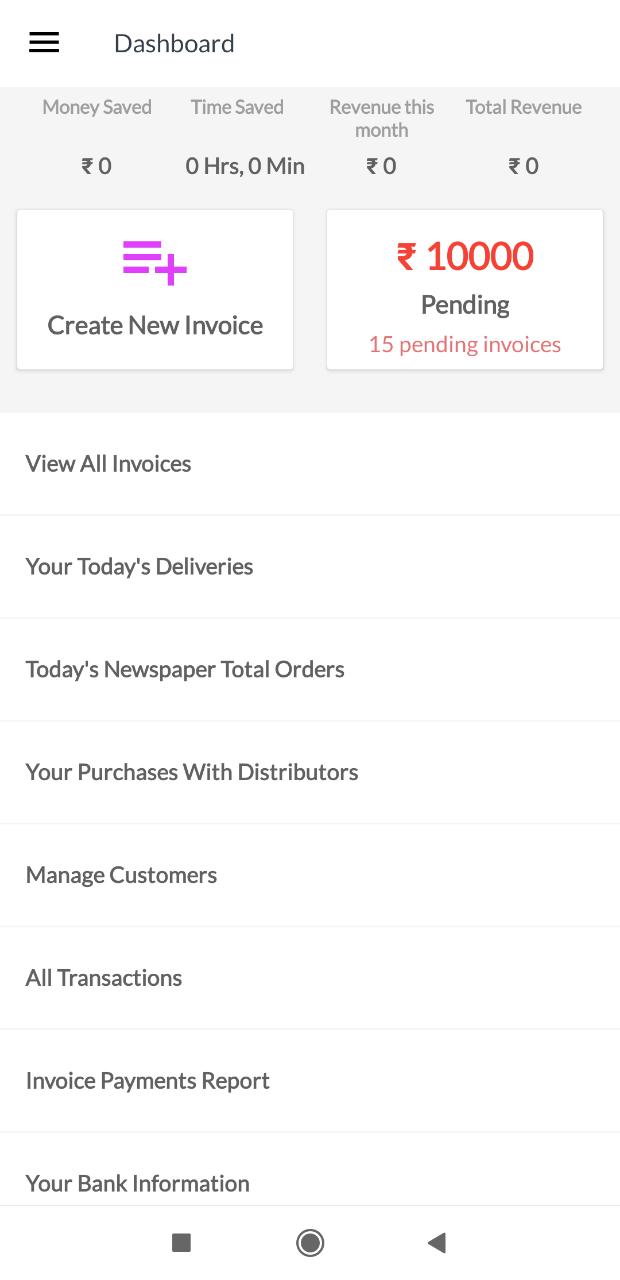 Dashboard
Money Saved
Time Saved
Revenue this
month
Total Revenue
₹ 0
0 Hrs, 0 Min
₹ 0
₹ 0
Create New Invoice
₹ 10000
Pending
15 pending invoices
View All Invoices
Your Today's Deliveries
Today's Newspaper Total Orders
Your Purchases With Distributors
Manage Customers
All Transactions
Invoice Payments Report
Your Bank Information